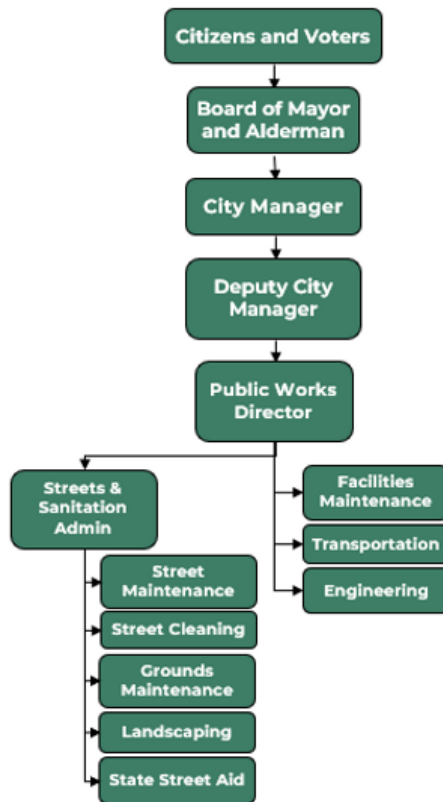 Citizens and Voters
Board of Mayor
and Alderman
City Manager
Deputy City
Manager
Public Works
Director
Streets &
Sanitation
Admin
Street
Maintenance
Street Cleaning
Grounds
Maintenance
Landscaping
State Street Aid
Facilities
Maintenance
Transportation
Engineering